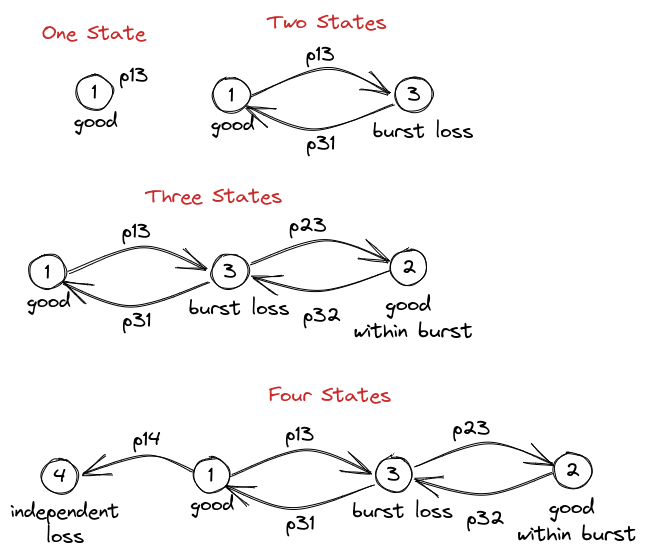 One State
Two States
p13
1
good
p13
1
good
3
burst loss
p31
Three States
p13
p23
1
good
3
burst loss
2
good
within burst
p31
p32
Four States
p14
p13
p23
4
independent
loss
1
good
3
burst loss
2
good
within burst
p31
p32